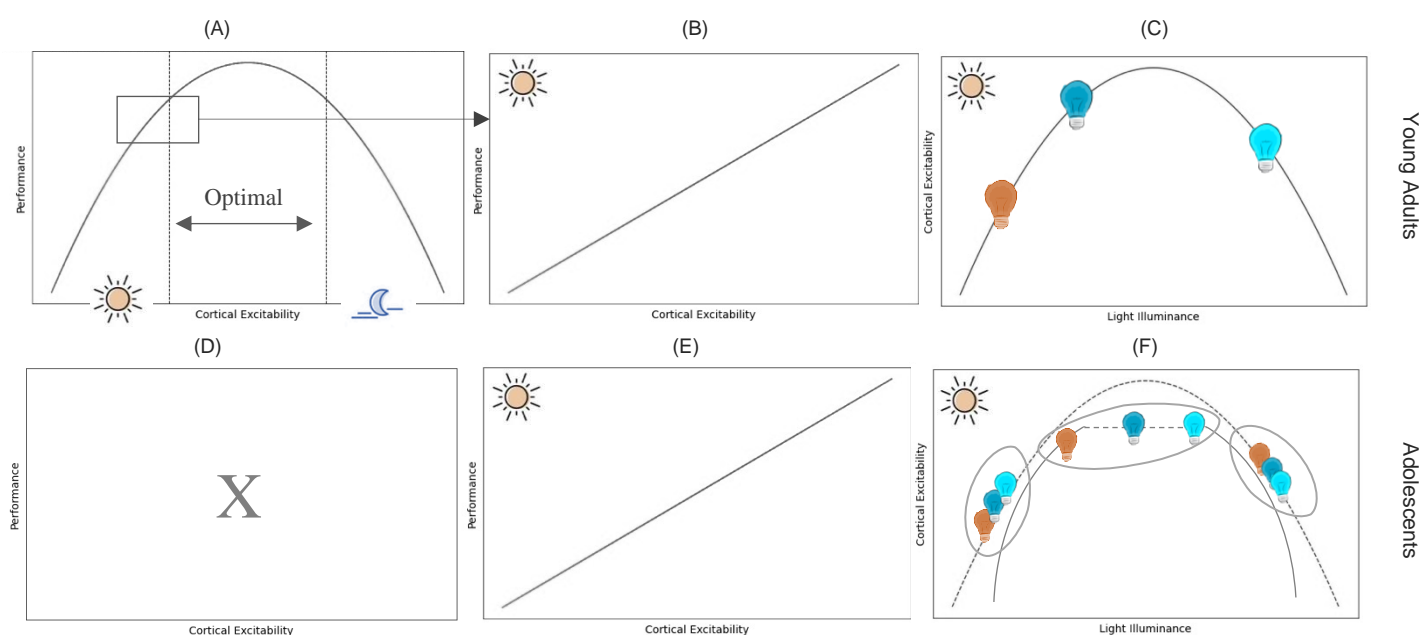 (A)
(B)
(C)
Performance
Optimal
Cortical Excitability
Performance
Cortical Excitability
Cortical Excitability
Light Illuminance
Young Adults
(D)
(E)
(F)
Performance
X
Cortical Excitability
Performance
Cortical Excitability
Cortical Excitability
Light Illuminance
Adolescents